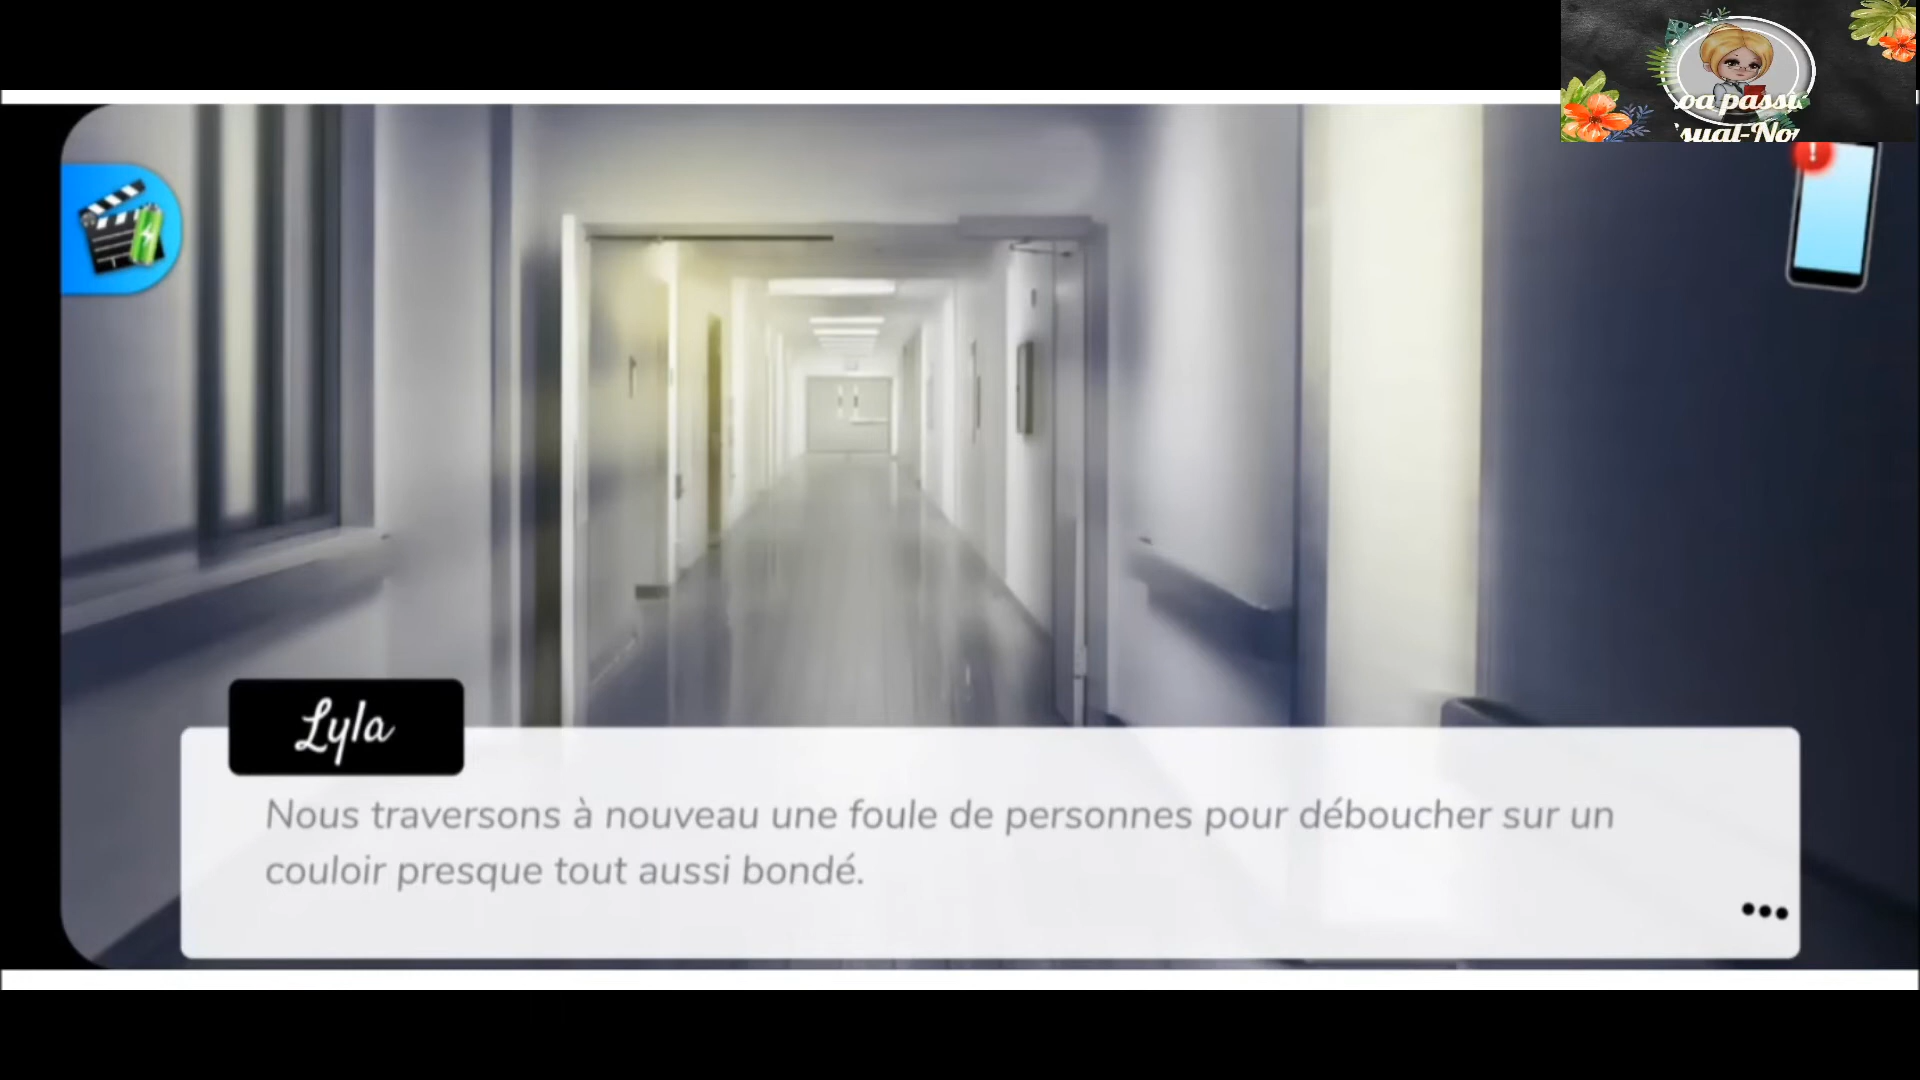 Lyla
Nous traversons à nouveau une foule de personnes pour déboucher sur un
couloir presque tout aussi bondé.